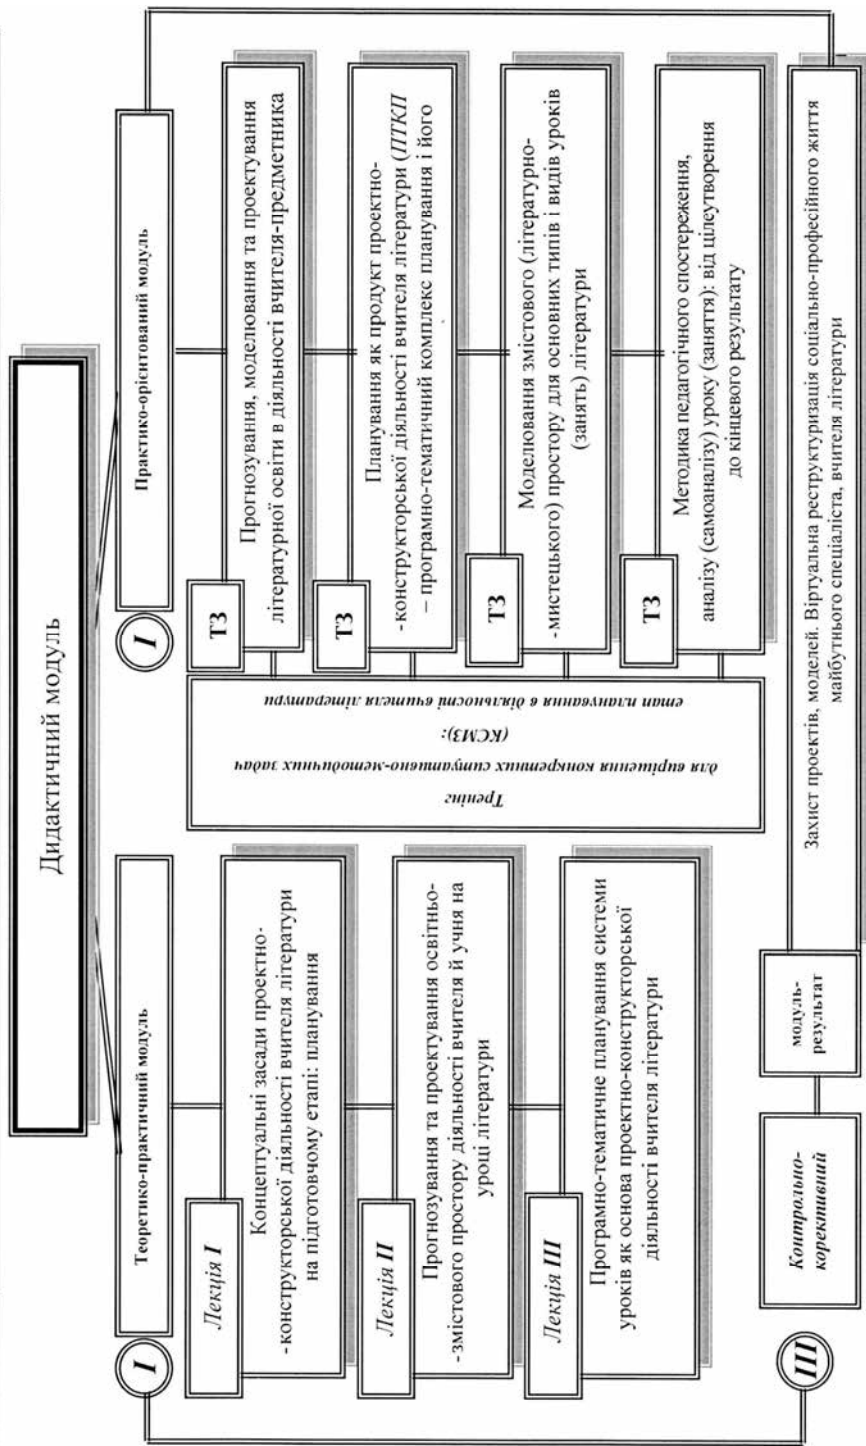 Дидактичний модуль
I
Теоретико-практичний модуль
Лекція I
Концептуальні засади проектно-
-конструкторської діяльності вчителя літератури
на підготовчому етапі: планування
Лекція II
Прогнозування та проектування освітньо-
-змістового простору діяльності вчителя й учня на
уроці літератури
Лекція III
Програмно-тематичне планування системи
уроків як основа проектно-конструкторської
діяльності вчителя літератури
Тренінг
для вирішення конкретних ситуативно-методичних задач
(КСМЗ):
етап планування в діяльності вчителя літератури
I
Практико-орієнтований модуль
ТЗ
Прогнозування, моделювання та проектування
літературної освіти в діяльності вчителя-предметника
ТЗ
Планування як продукт проектно-
-конструкторської діяльності вчителя літератури (ПТКП
– програмно-тематичний комплекс планування і його
ТЗ
Моделювання змістового (літературно-
-мистецького) простору для основних типів і видів уроків
(занять) літератури
ТЗ
Методика педагогічного спостереження,
аналізу (самоаналізу) уроку (заняття): від цілеутворення
до кінцевого результату
III
Контрольно-
корективний
модуль-
результат
Захист проектів, моделей. Віртуальна реструктуризація соціально-професійного життя
майбутнього спеціаліста, вчителя літератури